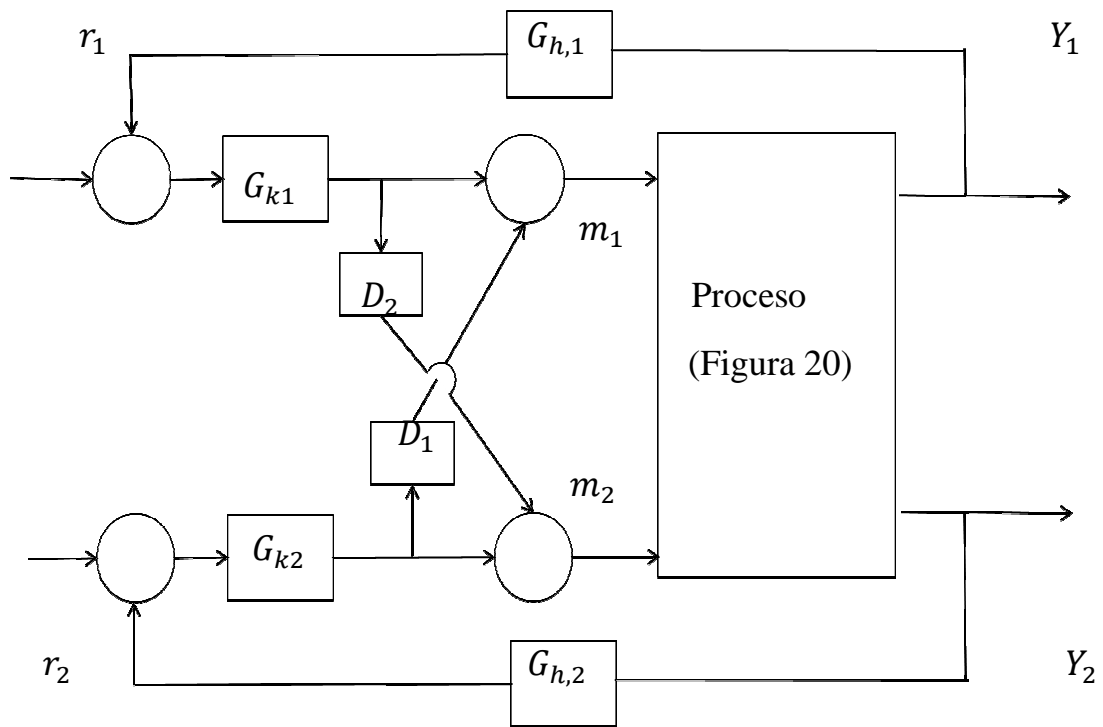 r₁
G_{h,1}
Y₁
G_{k1}
m₁
D₂
Proceso
(Figura 20)
D₁
m₂
G_{k2}
r₂
G_{h,2}
Y₂